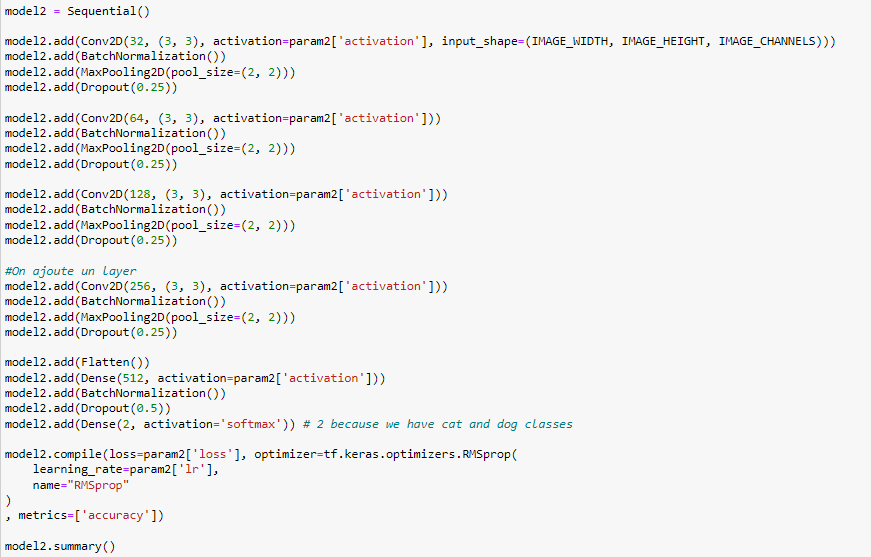 model2 = Sequential()
model2.add(Conv2D(32, (3, 3), activation=param2['activation'], input_shape=(IMAGE_WIDTH, IMAGE_HEIGHT, IMAGE_CHANNELS)))
model2.add(BatchNormalization())
model2.add(MaxPooling2D(pool_size=(2, 2)))
model2.add(Dropout(0.25))
model2.add(Conv2D(64, (3, 3), activation=param2['activation']))
model2.add(BatchNormalization())
model2.add(MaxPooling2D(pool_size=(2, 2)))
model2.add(Dropout(0.25))
model2.add(Conv2D(128, (3, 3), activation=param2['activation']))
model2.add(BatchNormalization())
model2.add(MaxPooling2D(pool_size=(2, 2)))
model2.add(Dropout(0.25))
#On ajoute un layer
model2.add(Conv2D(256, (3, 3), activation=param2['activation']))
model2.add(BatchNormalization())
model2.add(MaxPooling2D(pool_size=(2, 2)))
model2.add(Dropout(0.25))
model2.add(Flatten())
model2.add(Dense(512, activation=param2['activation']))
model2.add(BatchNormalization())
model2.add(Dropout(0.5))
model2.add(Dense(2, activation='softmax')) # 2 because we have cat and dog classes
model2.compile(loss=param2['loss'], optimizer=tf.keras.optimizers.RMSprop(
    learning_rate=param2['lr'],
    name="RMSprop"
)
, metrics=['accuracy'])
model2.summary()